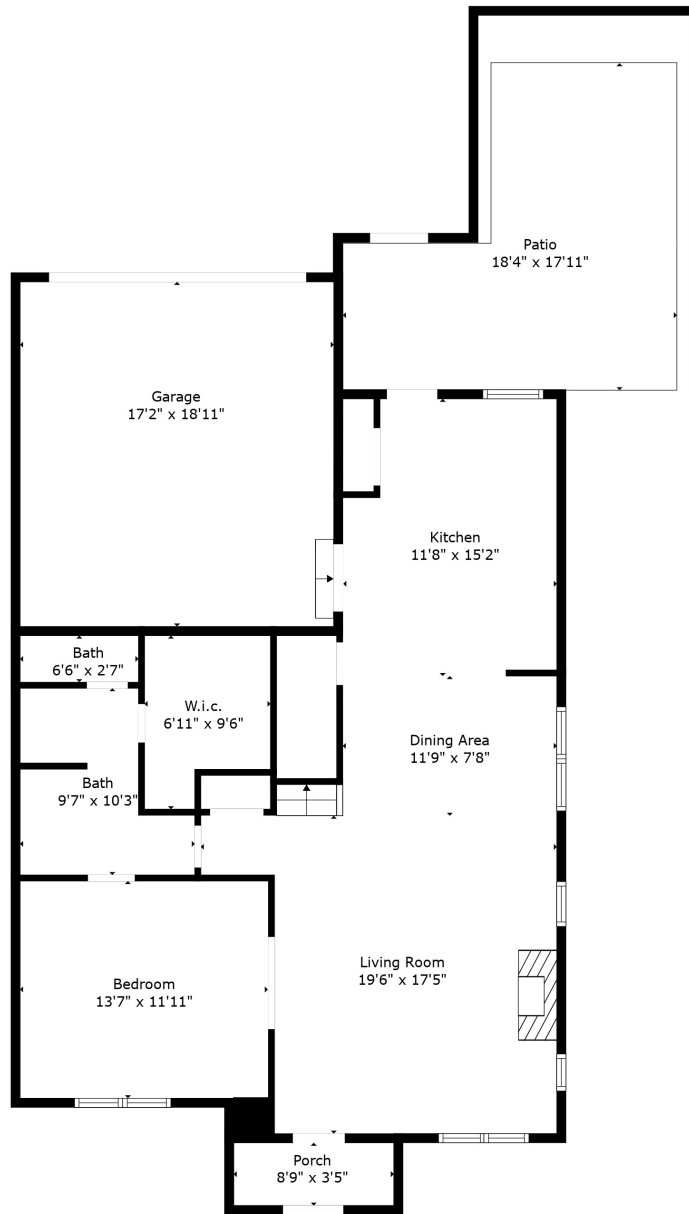 Patio
18'4" x 17'11"
Garage
17'2" x 18'11"
Kitchen
11'8" x 15'2"
Bath
6'6" x 2'7"
W.i.c.
6'11" x 9'6"
Dining Area
11'9" x 7'8"
Bath
9'7" x 10'3"
Living Room
19'6" x 17'5"
Bedroom
13'7" x 11'11"
Porch
8'9" x 3'5"